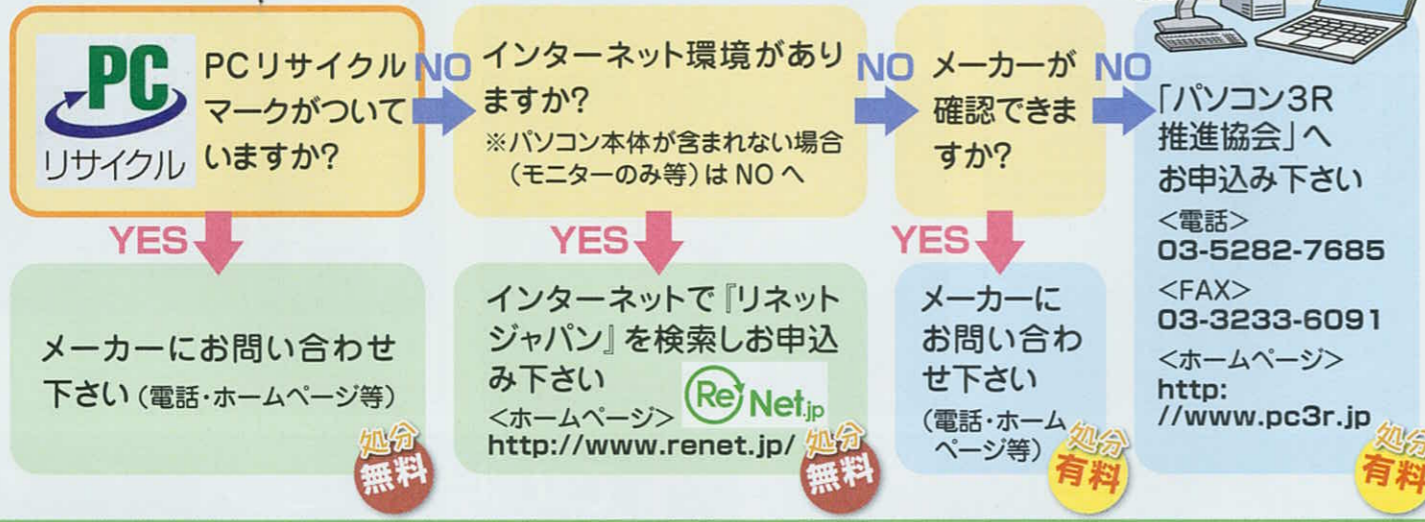 PC
リサイクル
PCリサイクル
マークがついて
いますか?
NO
YES
メーカーにお問い合わせ
下さい(電話・ホームページ等)
処分
無料
インターネット環境があり
ますか?
※パソコン本体が含まれない場合
(モニターのみ等)は NO へ
NO
YES
インターネットで『リネット
ジャパン』を検索しお申込
み下さい
<ホームページ>
http://www.renet.jp/
ReNet.jp
処分
無料
メーカーが
確認できま
すか?
NO
YES
メーカーに
お問い合わ
せ下さい
(電話・ホーム
ページ等)
処分
有料
「パソコン3R
推進協会」へ
お申込み下さい
<電話>
03-5282-7685
<FAX>
03-3233-6091
<ホームページ>
http:
//www.pc3r.jp
処分
有料